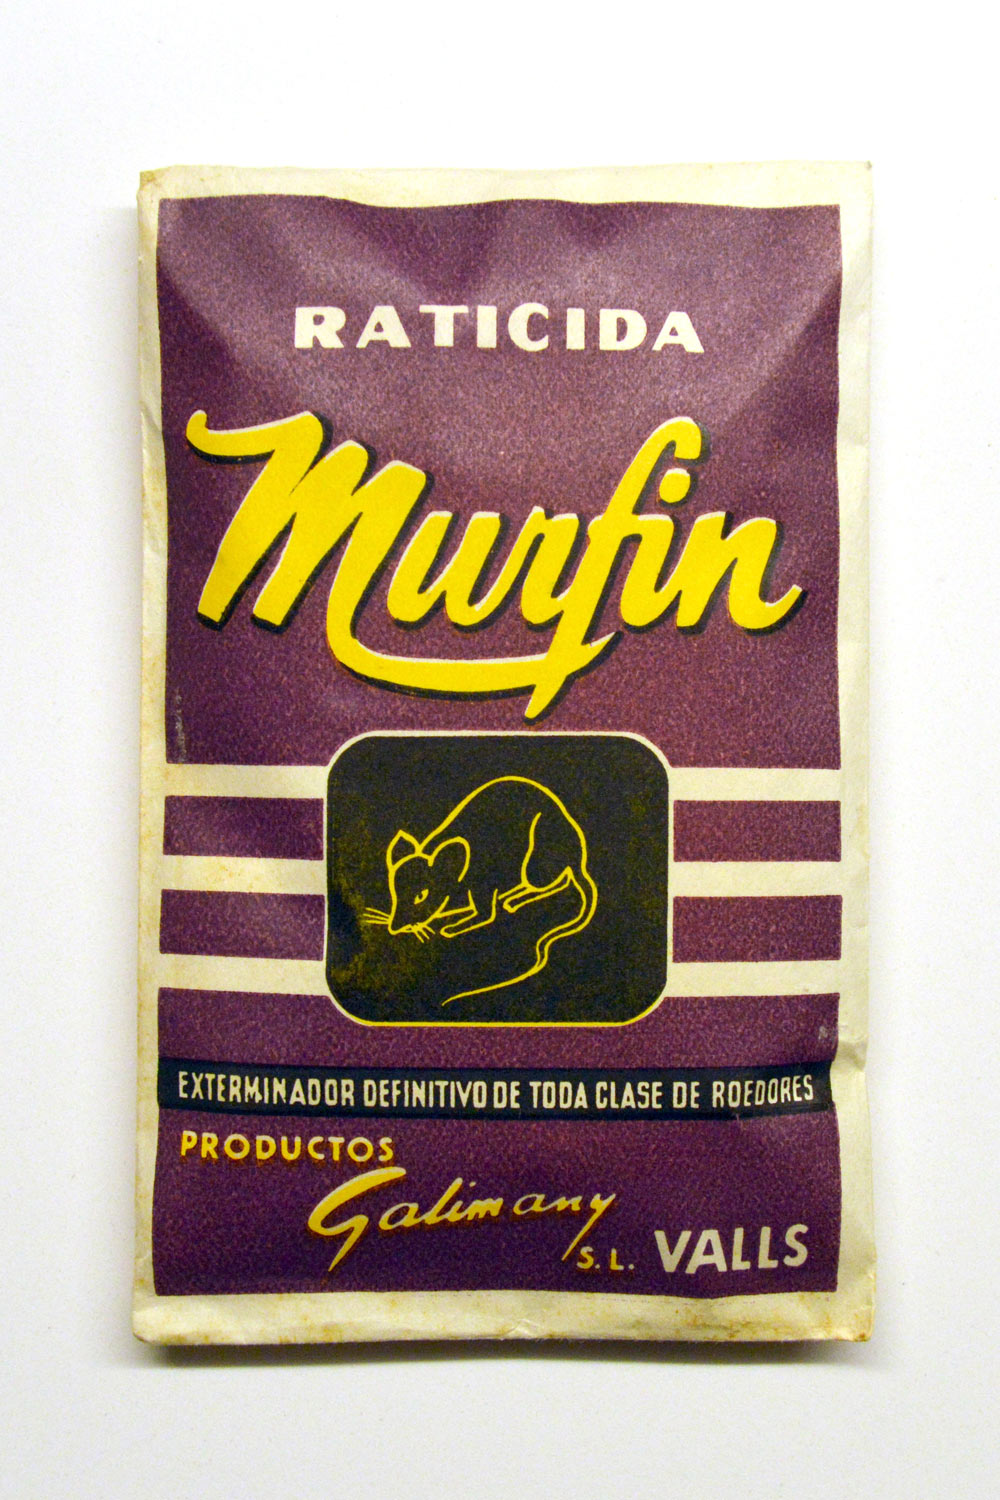 RATICIDA
Murfin
EXTERMINADOR DEFINITIVO DE TODA CLASE DE ROEDORES
PRODUCTOS
Galimany
S.L. VALLS